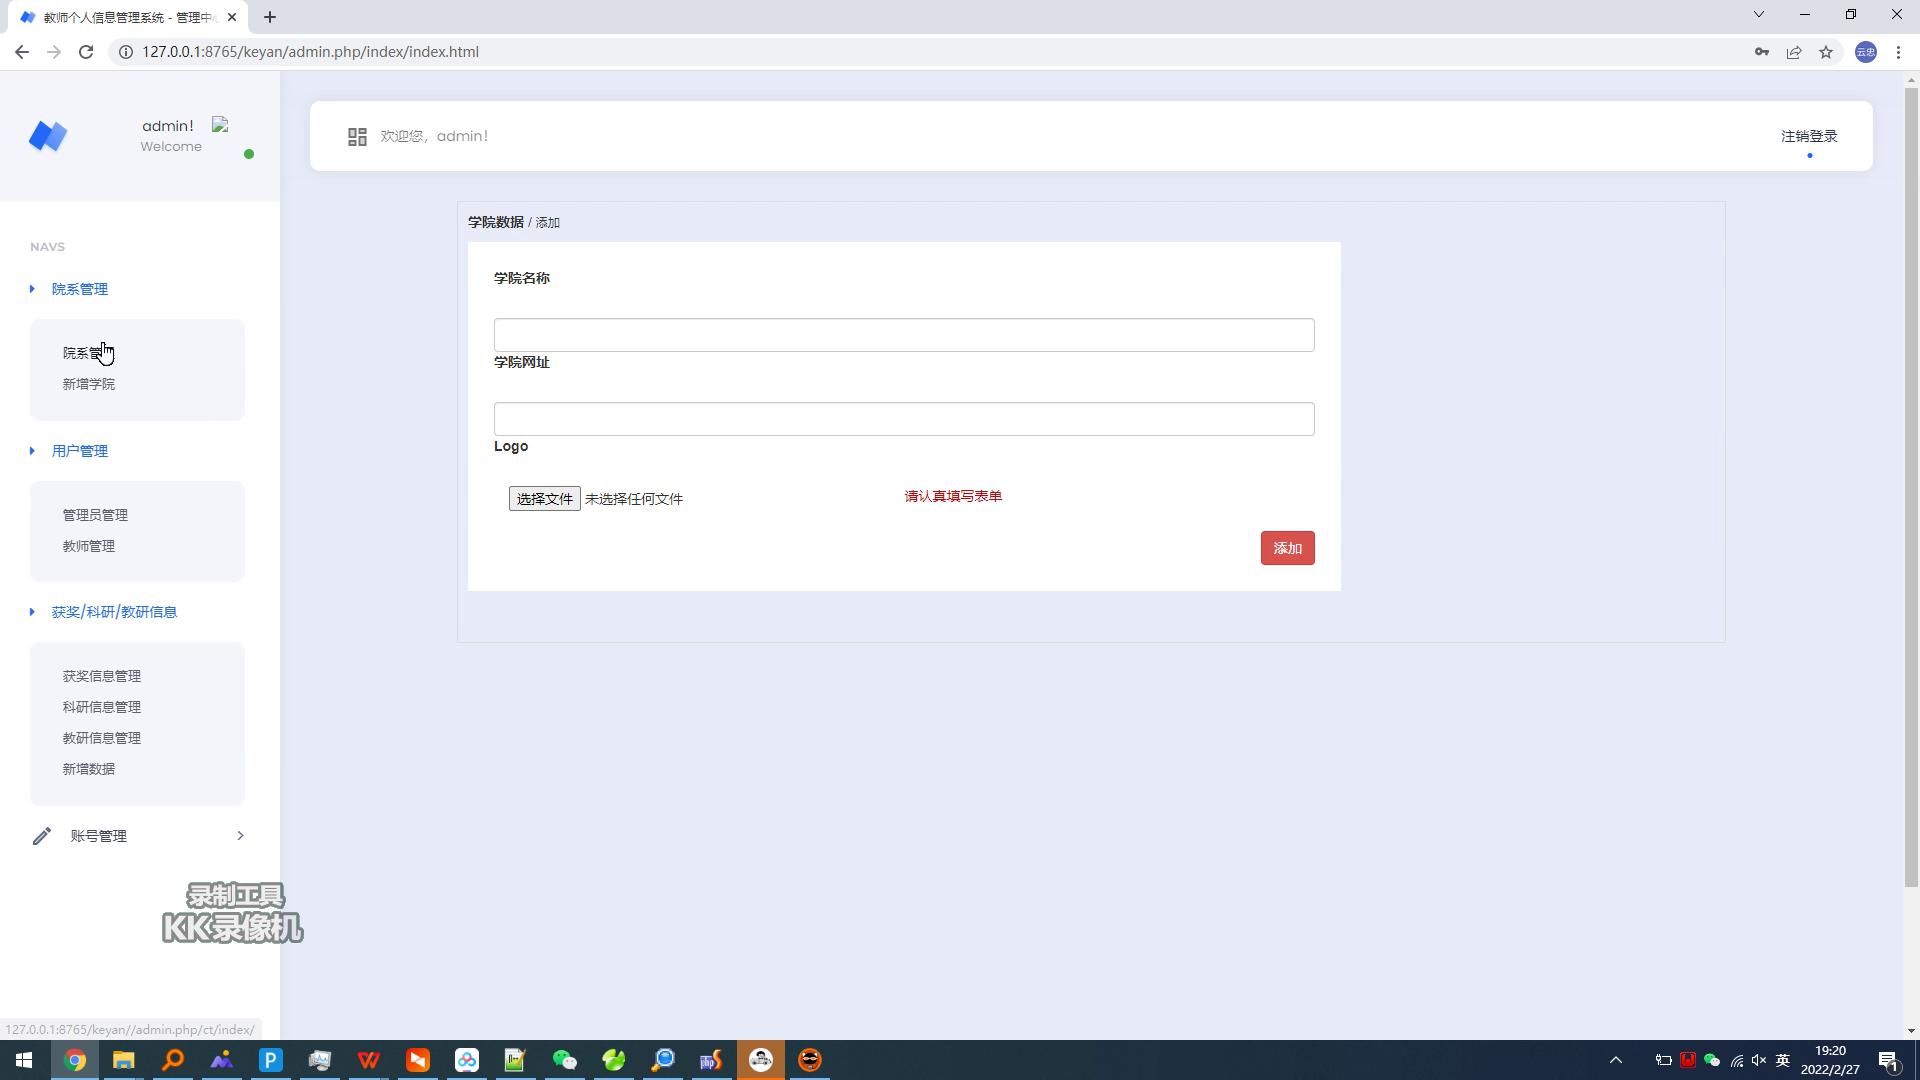 教师个人信息管理系统 - 管理中
127.0.0.1:8765/keyan/admin.php/index/index.html
云忠
admin!
Welcome
欢迎您，admin!
注销登录
NAVS
院系管理
院系管
新增学院
用户管理
管理员管理
教师管理
获奖/科研/教研信息
获奖信息管理
科研信息管理
教研信息管理
新增数据
账号管理
学院数据 / 添加
学院名称
学院网址
Logo
选择文件 未选择任何文件
请认真填写表单
添加
录制工具
KK录像机
127.0.0.1:8765/keyan//admin.php/ct/index/
英
19:20
2022/2/27
1